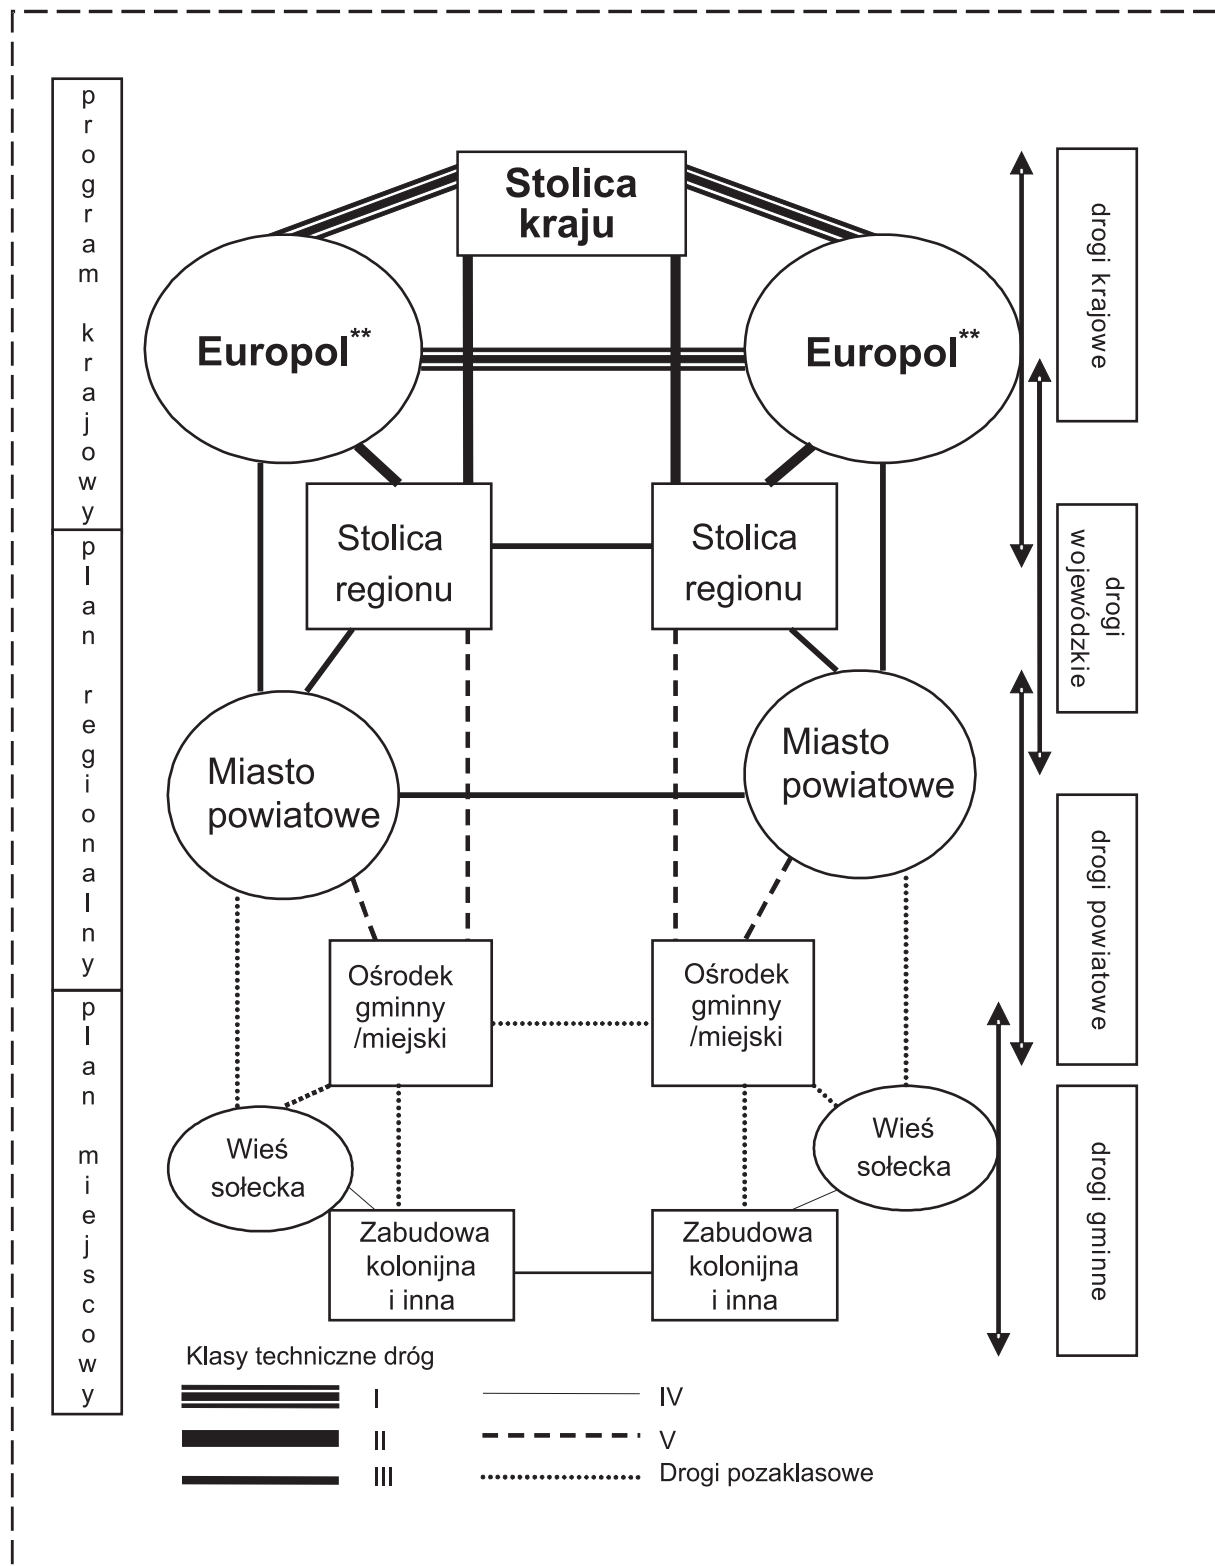 program krajowy
plan regionalny
plan miejscowy
Stolica
kraju
Europol**
Europol**
Stolica
regionu
Stolica
regionu
Miasto
powiatowe
Miasto
powiatowe
Ośrodek
gminny
/miejski
Ośrodek
gminny
/miejski
Wieś
sołecka
Wieś
sołecka
Zabudowa
kolonijna
i inna
Zabudowa
kolonijna
i inna
drogi krajowe
drogi
wojewódzkie
drogi powiatowe
drogi gminne
Klasy techniczne dróg
I
II
III
IV
V
Drogi pozaklasowe